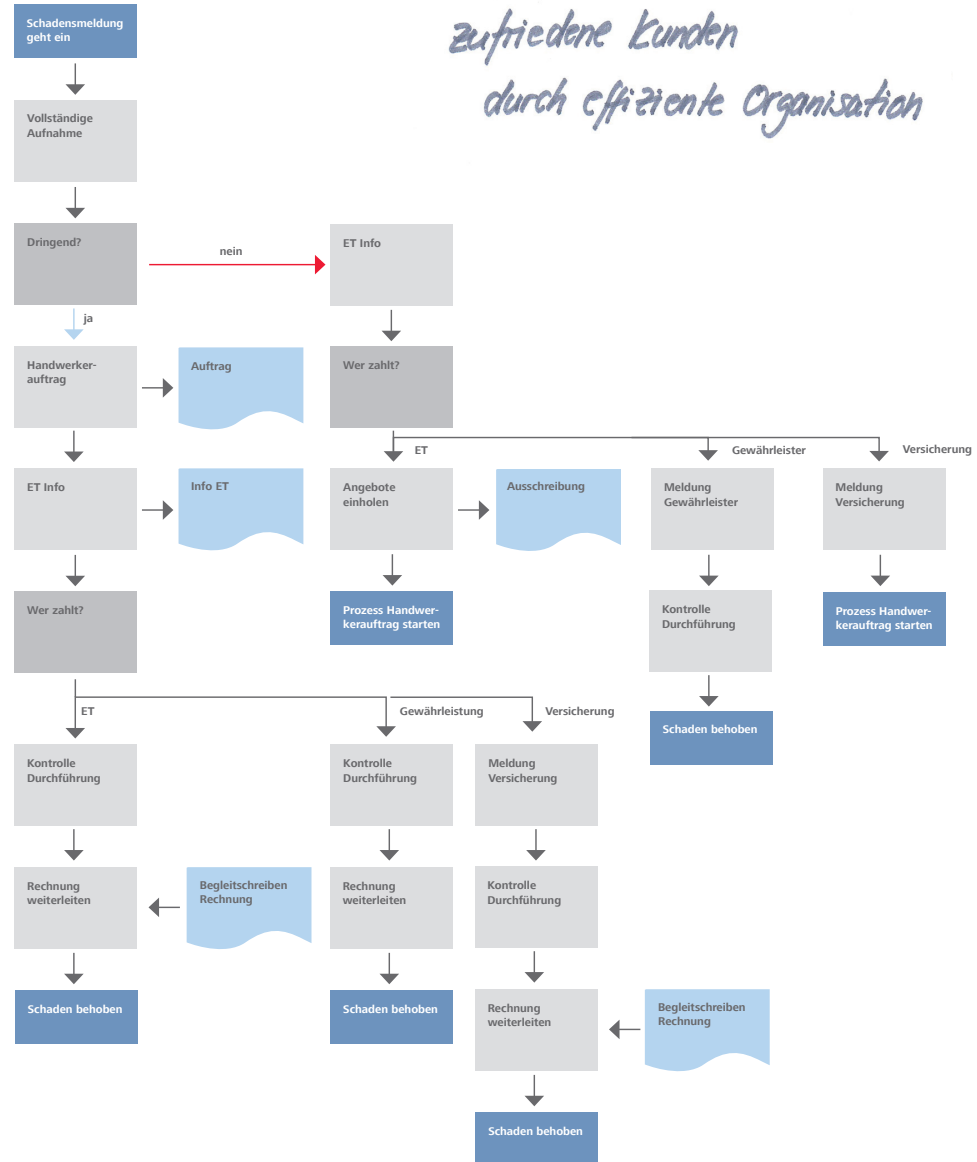 zufriedene Kunden
durch effiziente Organisation
Schadensmeldung
geht ein
Vollständige
Aufnahme
Dringend?
nein
ET Info
ja
Handwerker-
auftrag
Auftrag
Wer zahlt?
ET
Gewährleister
Versicherung
ET Info
Info ET
Angebote
einholen
Ausschreibung
Meldung
Gewährleister
Meldung
Versicherung
Wer zahlt?
Prozess Handwer-
kerauftrag starten
Kontrolle
Durchführung
Prozess Handwer-
kerauftrag starten
ET
Gewährleistung
Versicherung
Schaden behoben
Kontrolle
Durchführung
Kontrolle
Durchführung
Meldung
Versicherung
Rechnung
weiterleiten
Begleitschreiben
Rechnung
Rechnung
weiterleiten
Kontrolle
Durchführung
Schaden behoben
Schaden behoben
Rechnung
weiterleiten
Begleitschreiben
Rechnung
Schaden behoben